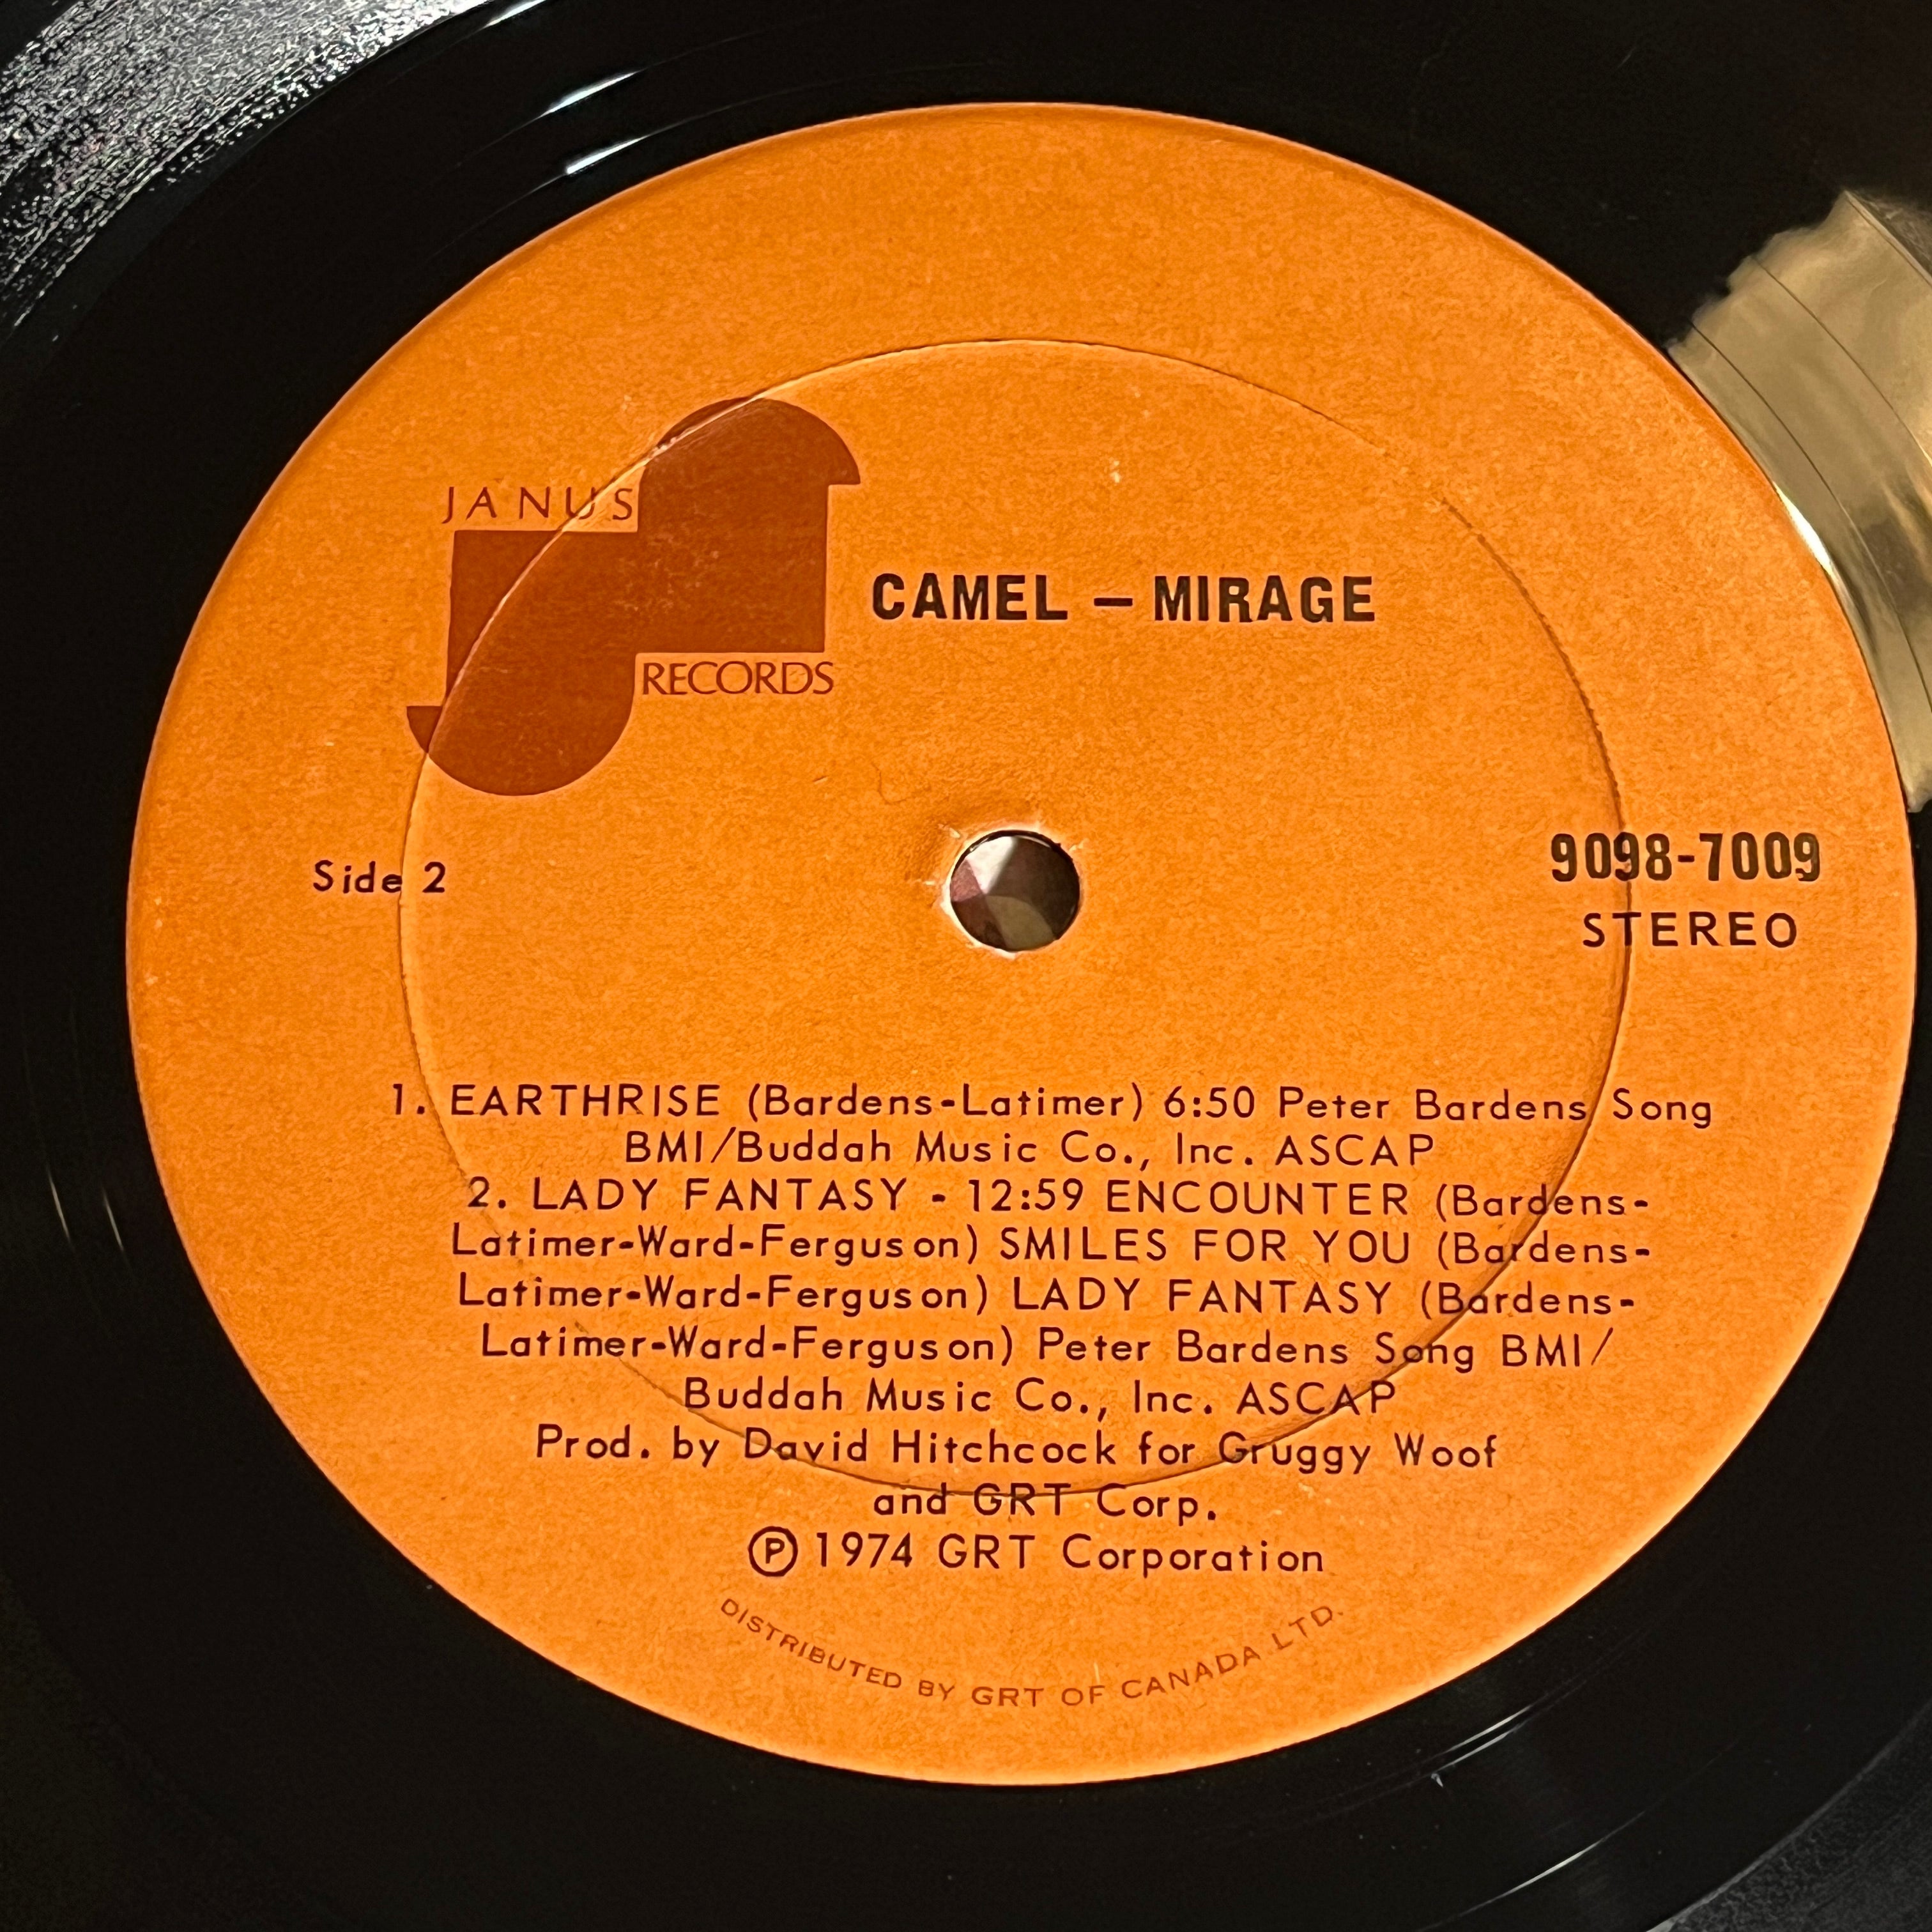 JANUS
RECORDS
CAMEL — MIRAGE
Side 2
9098-7009
STEREO
1. EARTHRISE (Bardens-Latimer) 6:50 Peter Bardens Song
BMI/Buddah Music Co., Inc. ASCAP
2. LADY FANTASY - 12:59 ENCOUNTER (Bardens-
Latimer-Ward-Ferguson) SMILES FOR YOU (Bardens-
Latimer-Ward-Ferguson) LADY FANTASY (Bardens-
Latimer-Ward-Ferguson) Peter Bardens Song BMI/
Buddah Music Co., Inc. ASCAP
Prod. by David Hitchcock for Gruggy Woof
and GRT Corp.
Ⓟ 1974 GRT Corporation
DISTRIBUTED BY GRT OF CANADA LTD.